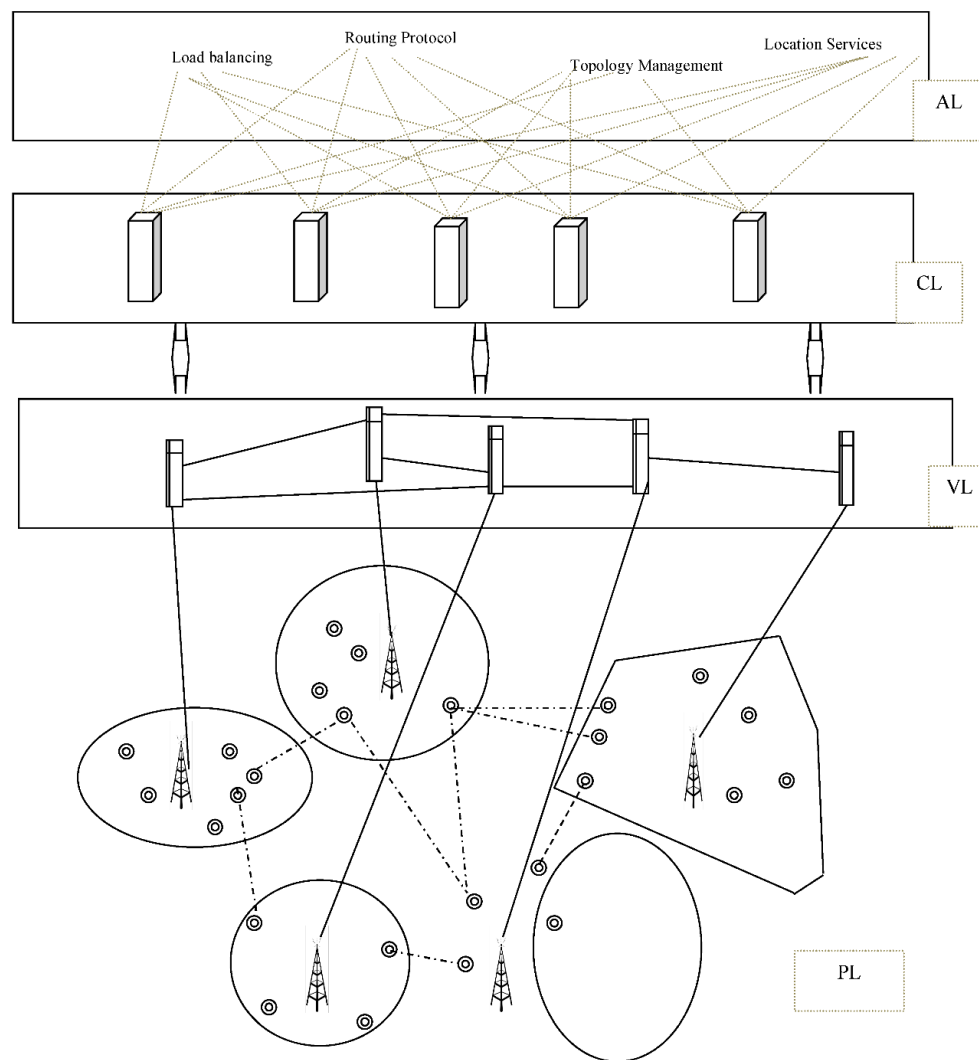 Routing Protocol
Location Services
Load balancing
Topology Management
AL
CL
VL
PL